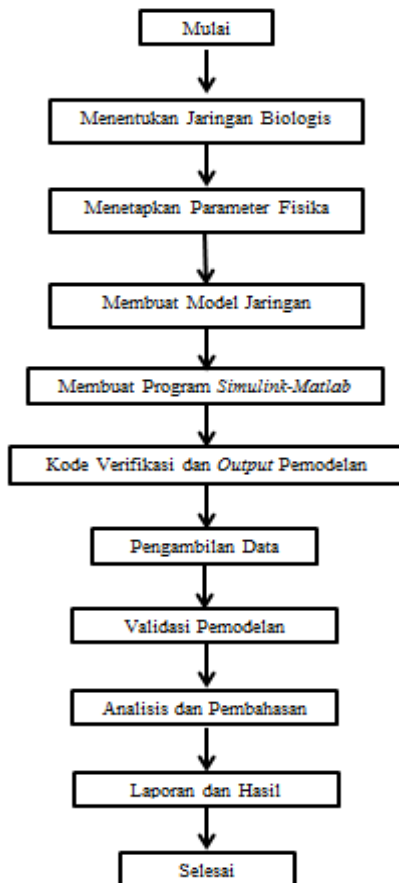 Mulai
Menentukan Jaringan Biologis
Menetapkan Parameter Fisika
Membuat Model Jaringan
Membuat Program Simulink-Matlab
Kode Verifikasi dan Output Pemodelan
Pengambilan Data
Validasi Pemodelan
Analisis dan Pembahasan
Laporan dan Hasil
Selesai